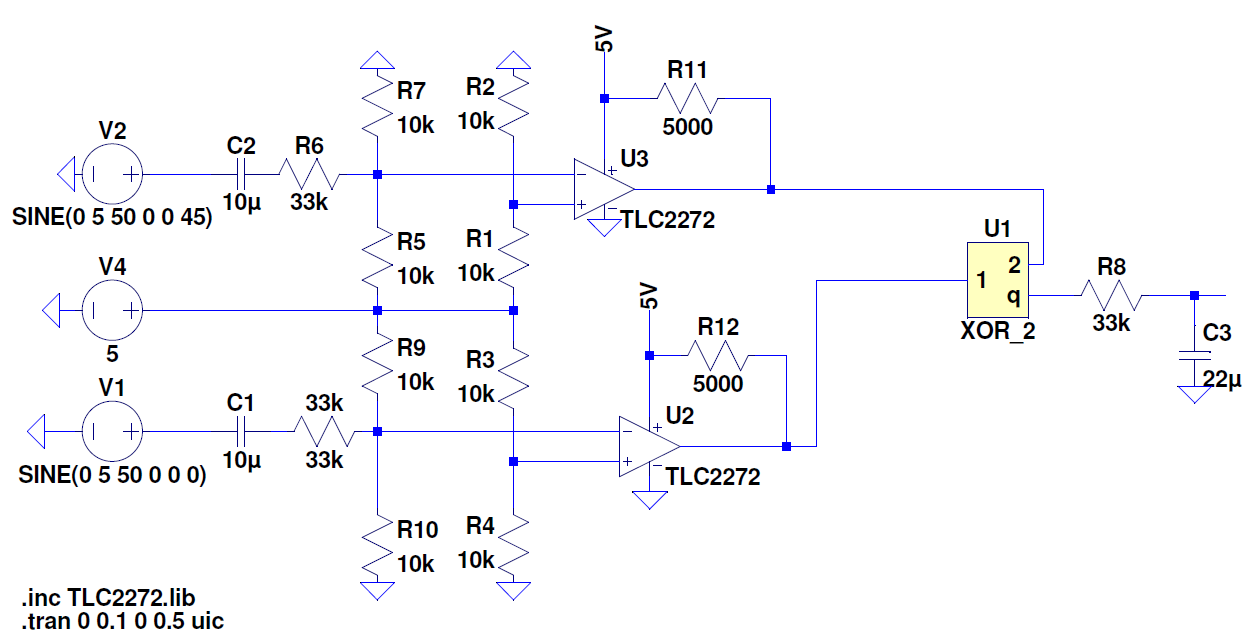 5V
R11
5000
R7
10k
R2
10k
V2
SINE(0 5 50 0 0 45)
C2
10µ
R6
33k
U3
TLC2272
R5
10k
R1
10k
U1
1
2
q
XOR_2
R8
33k
C3
22µ
V4
5
5V
R12
5000
R9
10k
R3
10k
V1
SINE(0 5 50 0 0 0)
C1
10µ
33k
33k
U2
TLC2272
R10
10k
R4
10k
.inc TLC2272.lib
.tran 0 0.1 0 0.5 uic